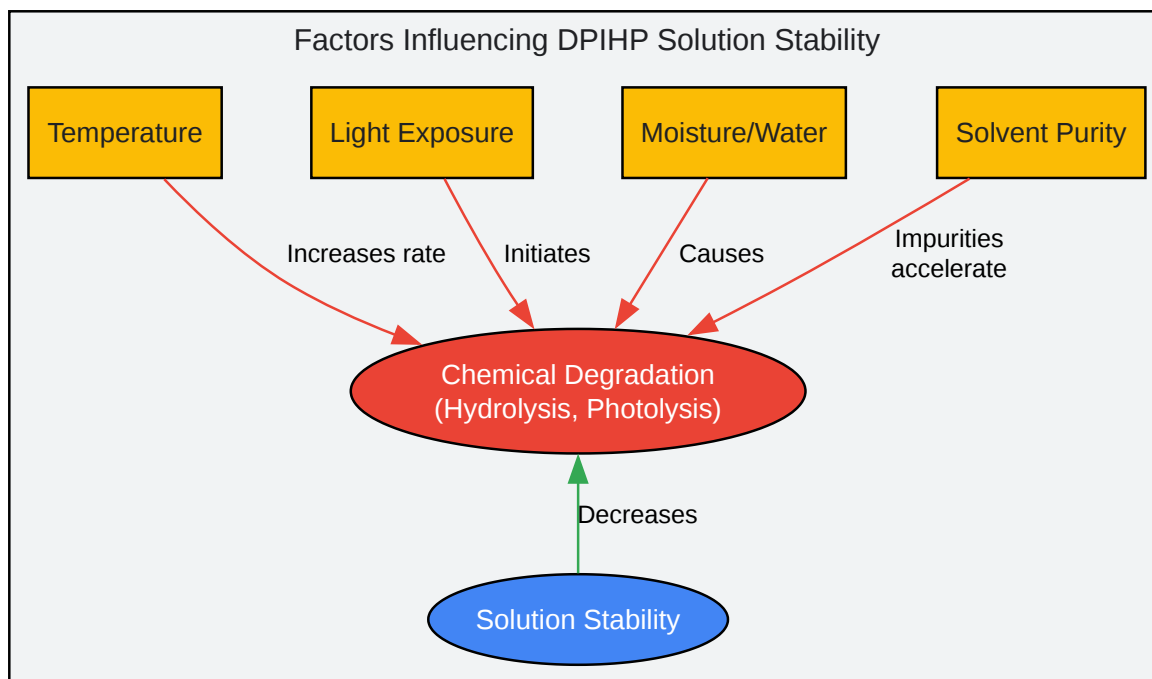 Factors Influencing DPIHP Solution Stability
Temperature
Light Exposure
Moisture/Water
Solvent Purity
Increases rate
Initiates
Causes
Impurities
accelerate
Chemical Degradation
(Hydrolysis, Photolysis)
Decreases
Solution Stability